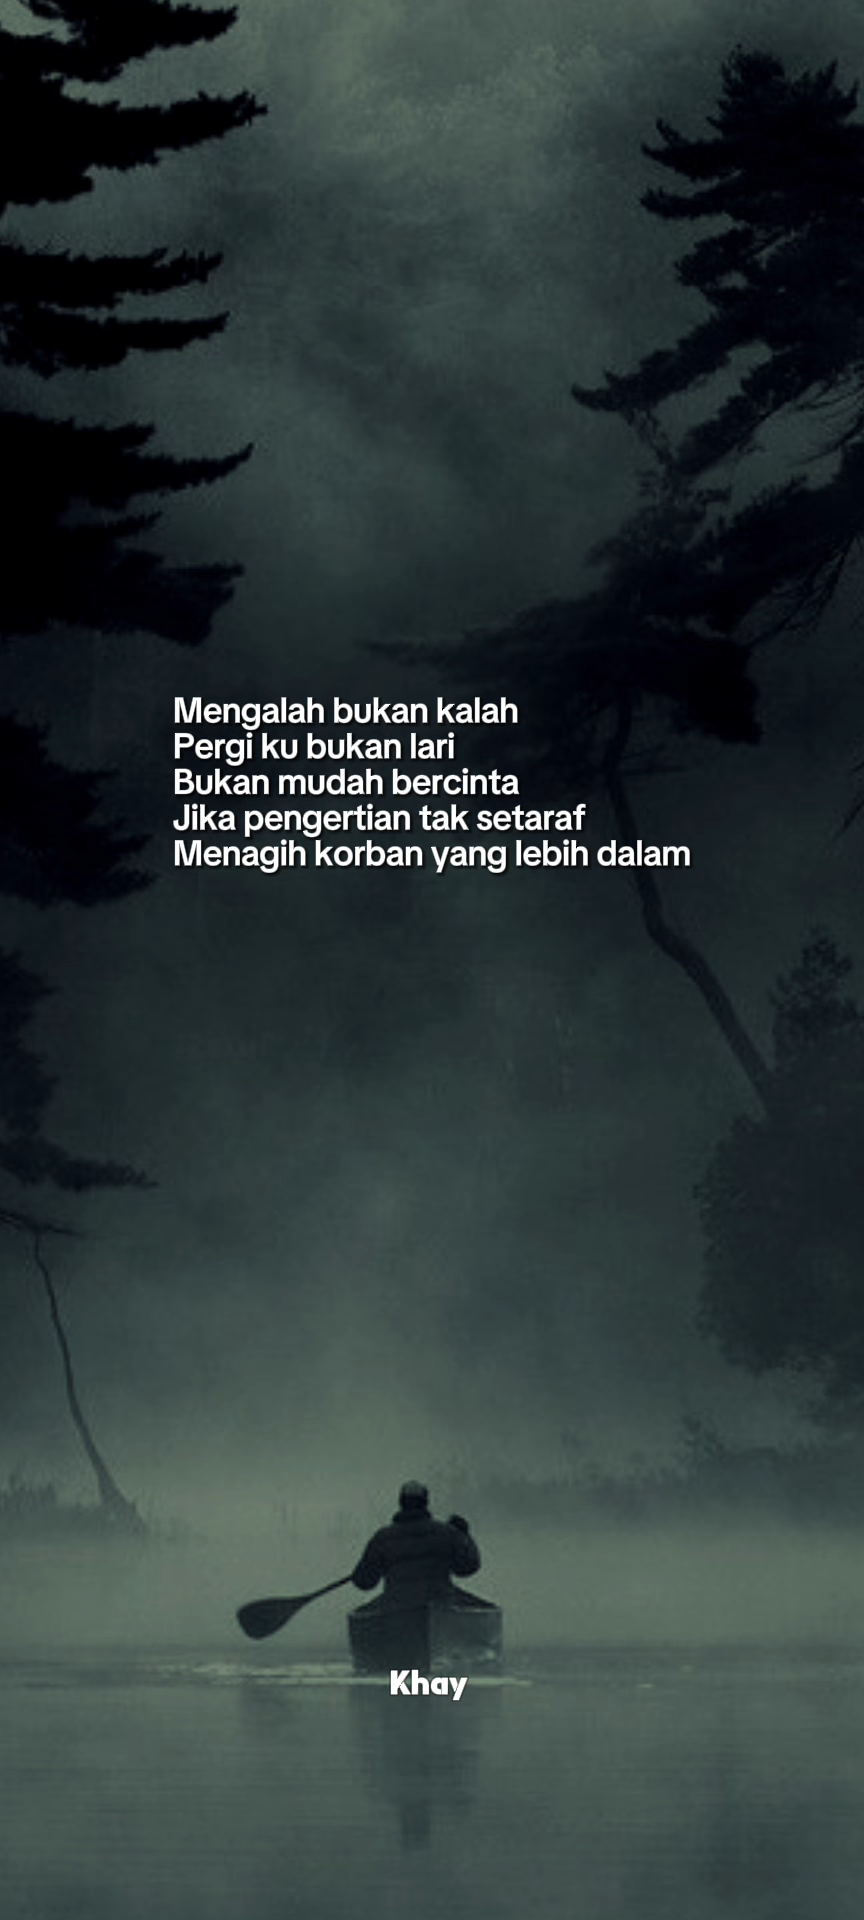 Mengalah bukan kalah
Pergi ku bukan lari
Bukan mudah bercinta
Jika pengertian tak setaraf
Menagih korban yang lebih dalam
Khay